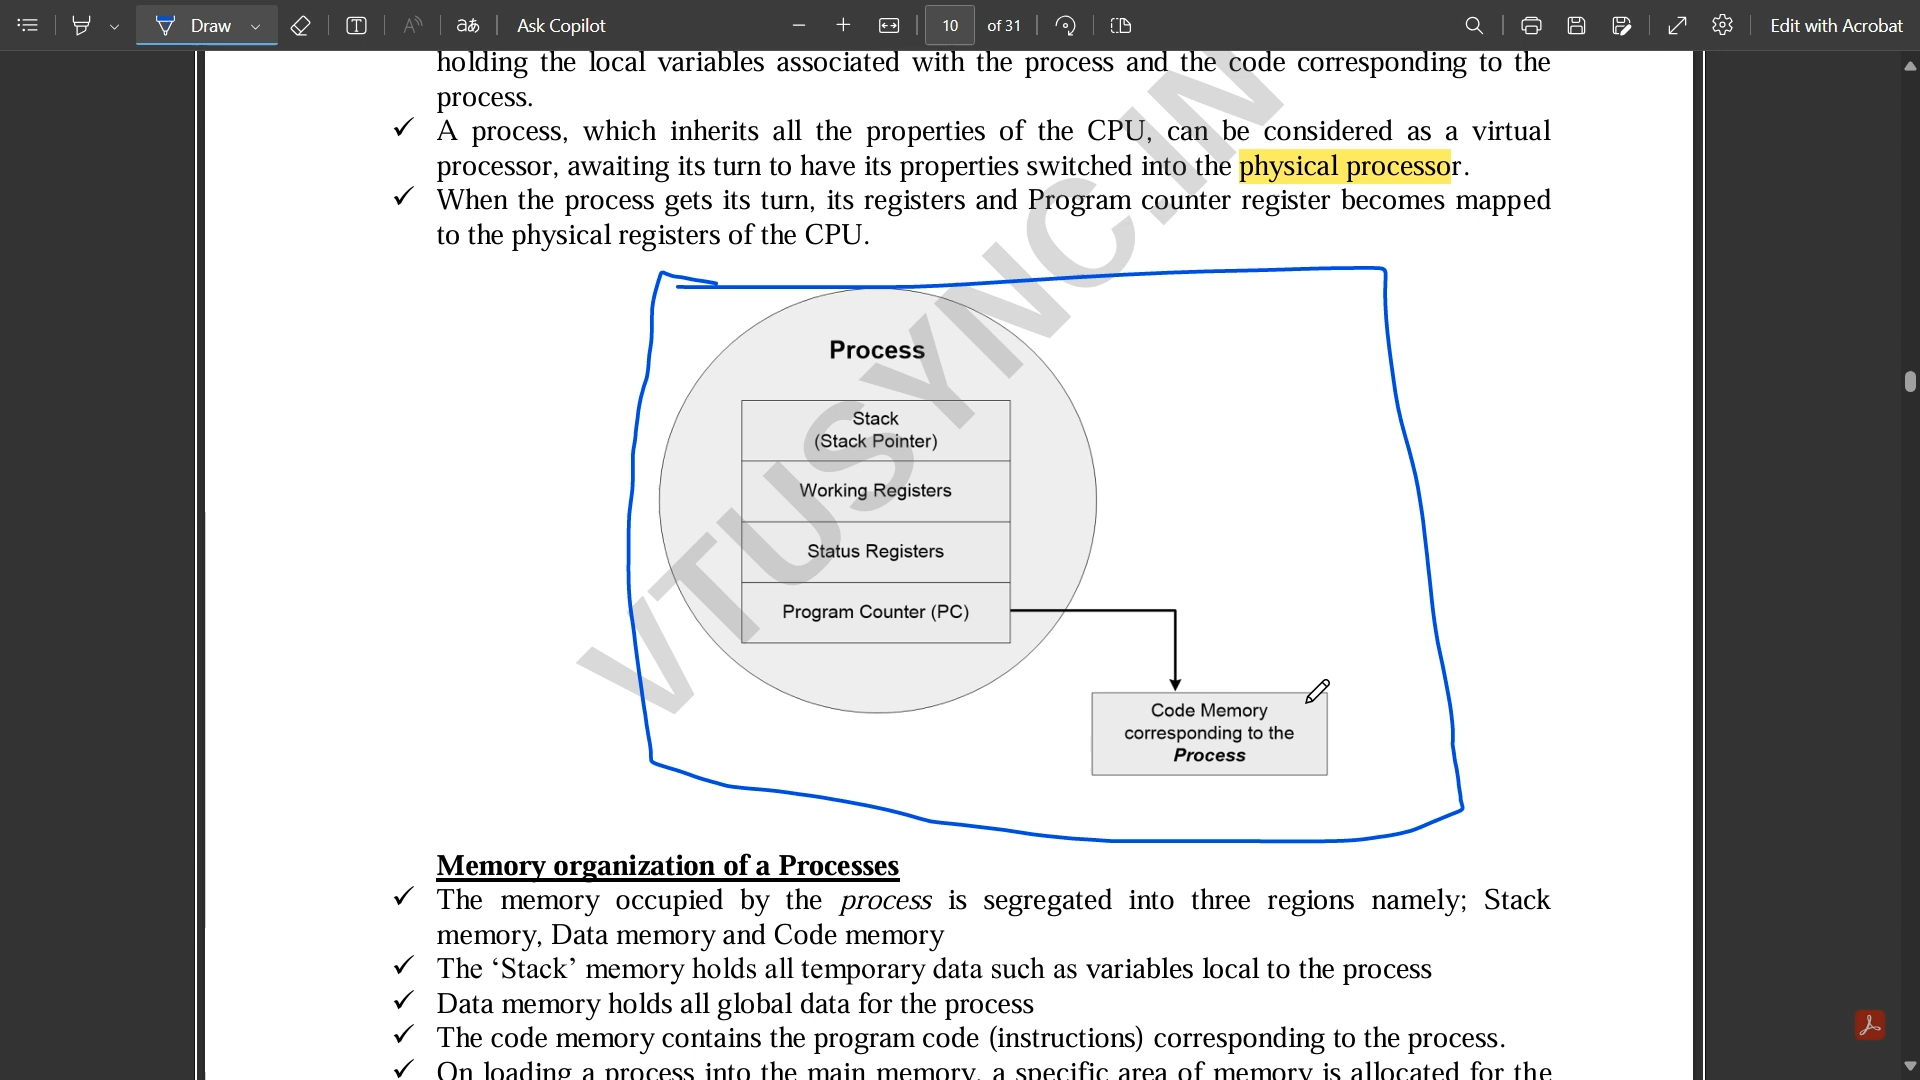 Draw
Ask Copilot
10 of 31
Edit with Acrobat
holding the local variables associated with the process and the code corresponding to the
process.
✓ A process, which inherits all the properties of the CPU, can be considered as a virtual
processor, awaiting its turn to have its properties switched into the physical processor.
✓ When the process gets its turn, its registers and Program counter register becomes mapped
to the physical registers of the CPU.
VTUSYNC.IN
Process
Stack
(Stack Pointer)
Working Registers
Status Registers
Program Counter (PC)
Code Memory
corresponding to the
Process
Memory organization of a Processes
✓ The memory occupied by the process is segregated into three regions namely; Stack
memory, Data memory and Code memory
✓ The ‘Stack’ memory holds all temporary data such as variables local to the process
✓ Data memory holds all global data for the process
✓ The code memory contains the program code (instructions) corresponding to the process.
✓ On loading a process into the main memory, a specific area of memory is allocated for the